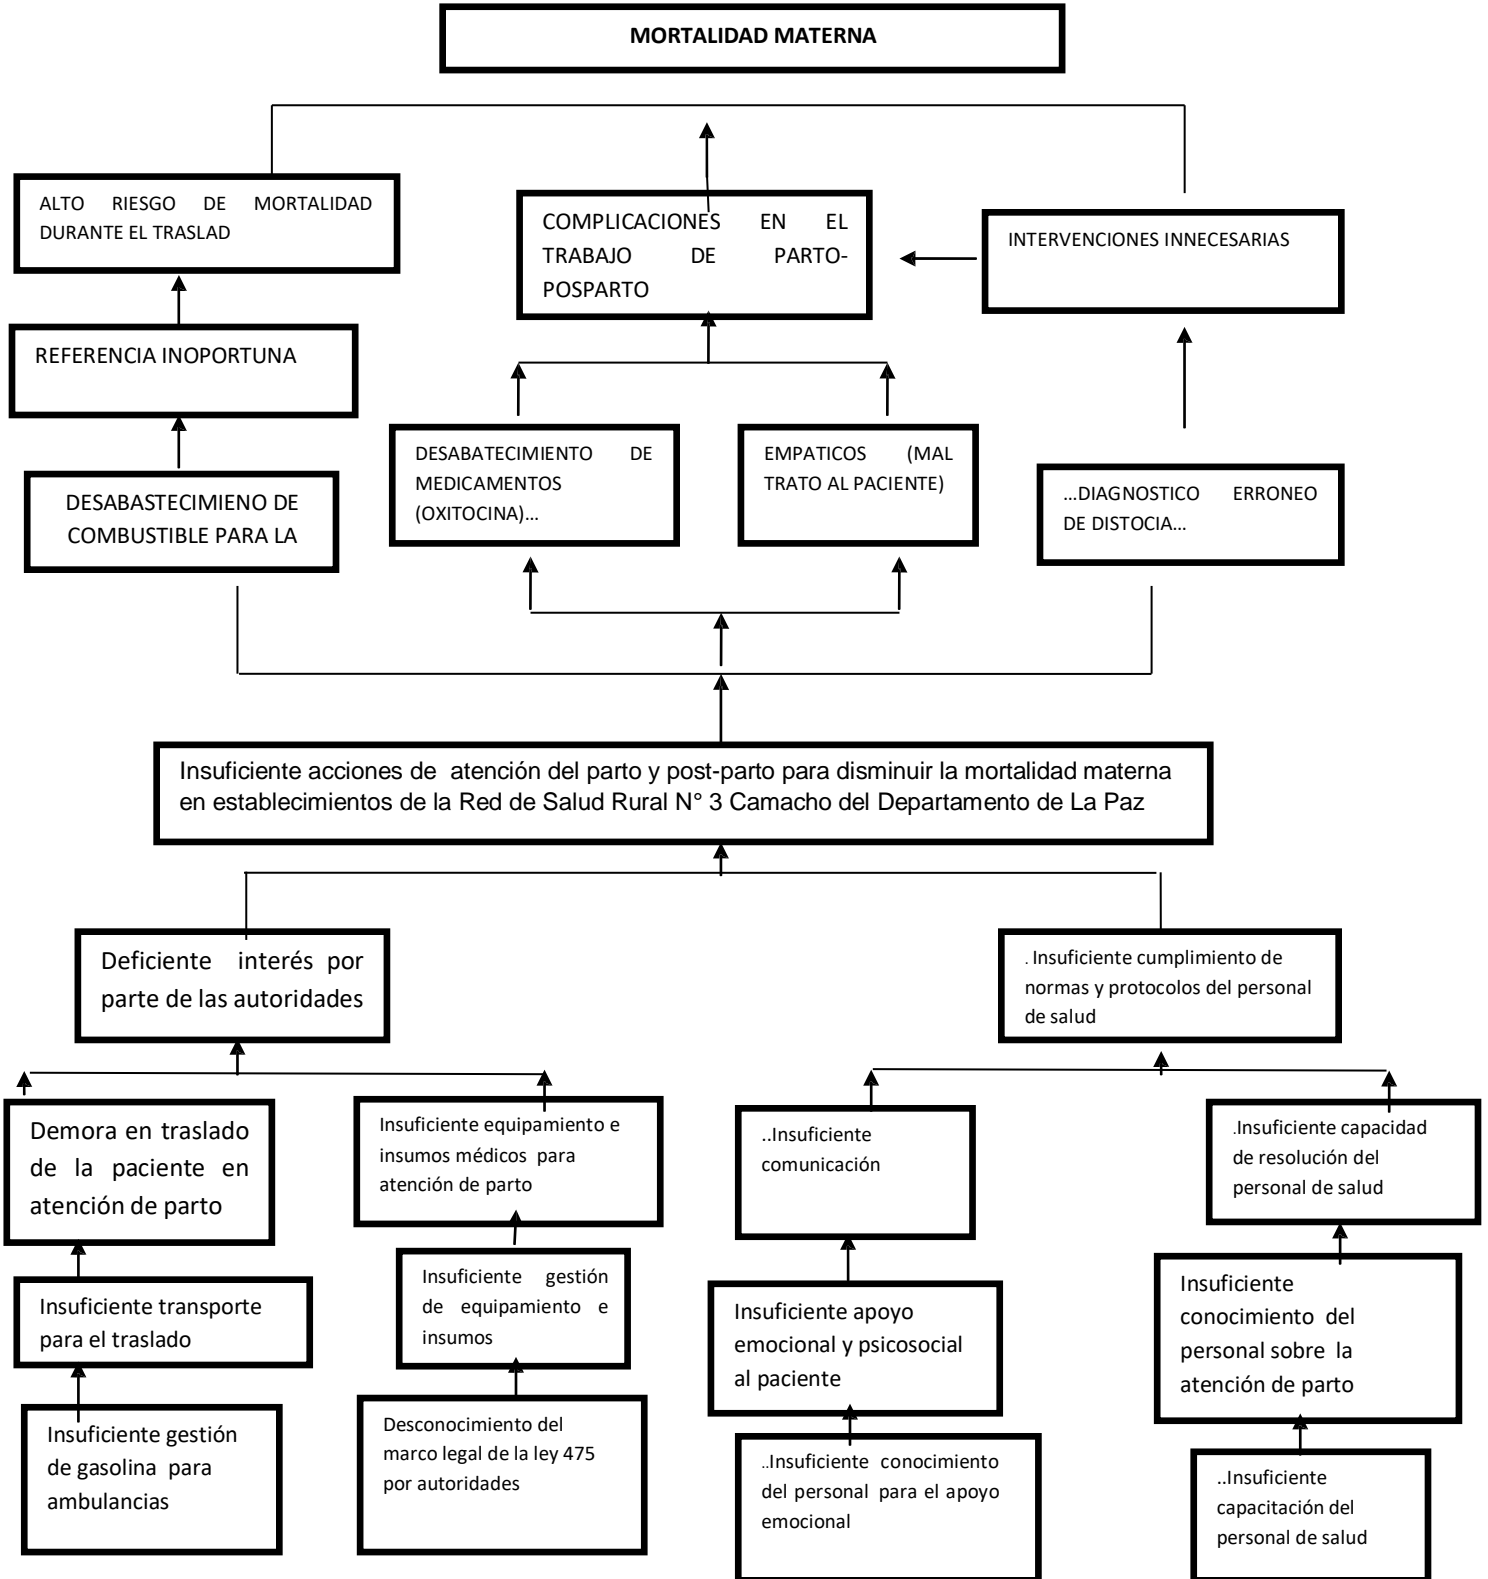 MORTALIDAD MATERNA
ALTO RIESGO DE MORTALIDAD
DURANTE EL TRASLAD
COMPLICACIONES EN EL
TRABAJO DE PARTO-
POSPARTO
INTERVENCIONES INNECESARIAS
REFERENCIA INOPORTUNA
DESABASTECIMIENO DE
COMBUSTIBLE PARA LA
DESABATECIMIENTO DE
MEDICAMENTOS
(OXITOCINA)...
EMPATICOS (MAL
TRATO AL PACIENTE)
...DIAGNOSTICO ERRONEO
DE DISTOCIA...
Insuficiente acciones de atención del parto y post-parto para disminuir la mortalidad materna
en establecimientos de la Red de Salud Rural N° 3 Camacho del Departamento de La Paz
Deficiente interés por
parte de las autoridades
. Insuficiente cumplimiento de
normas y protocolos del personal
de salud
Demora en traslado
de la paciente en
atención de parto
Insuficiente equipamiento e
insumos médicos para
atención de parto
..Insuficiente
comunicación
.Insuficiente capacidad
de resolución del
personal de salud
Insuficiente transporte
para el traslado
Insuficiente gestión
de equipamiento e
insumos
Insuficiente apoyo
emocional y psicosocial
al paciente
Insuficiente
conocimiento del
personal sobre la
atención de parto
Insuficiente gestión
de gasolina para
ambulancias
Desconocimiento del
marco legal de la ley 475
por autoridades
..Insuficiente conocimiento
del personal para el apoyo
emocional
..Insuficiente
capacitación del
personal de salud